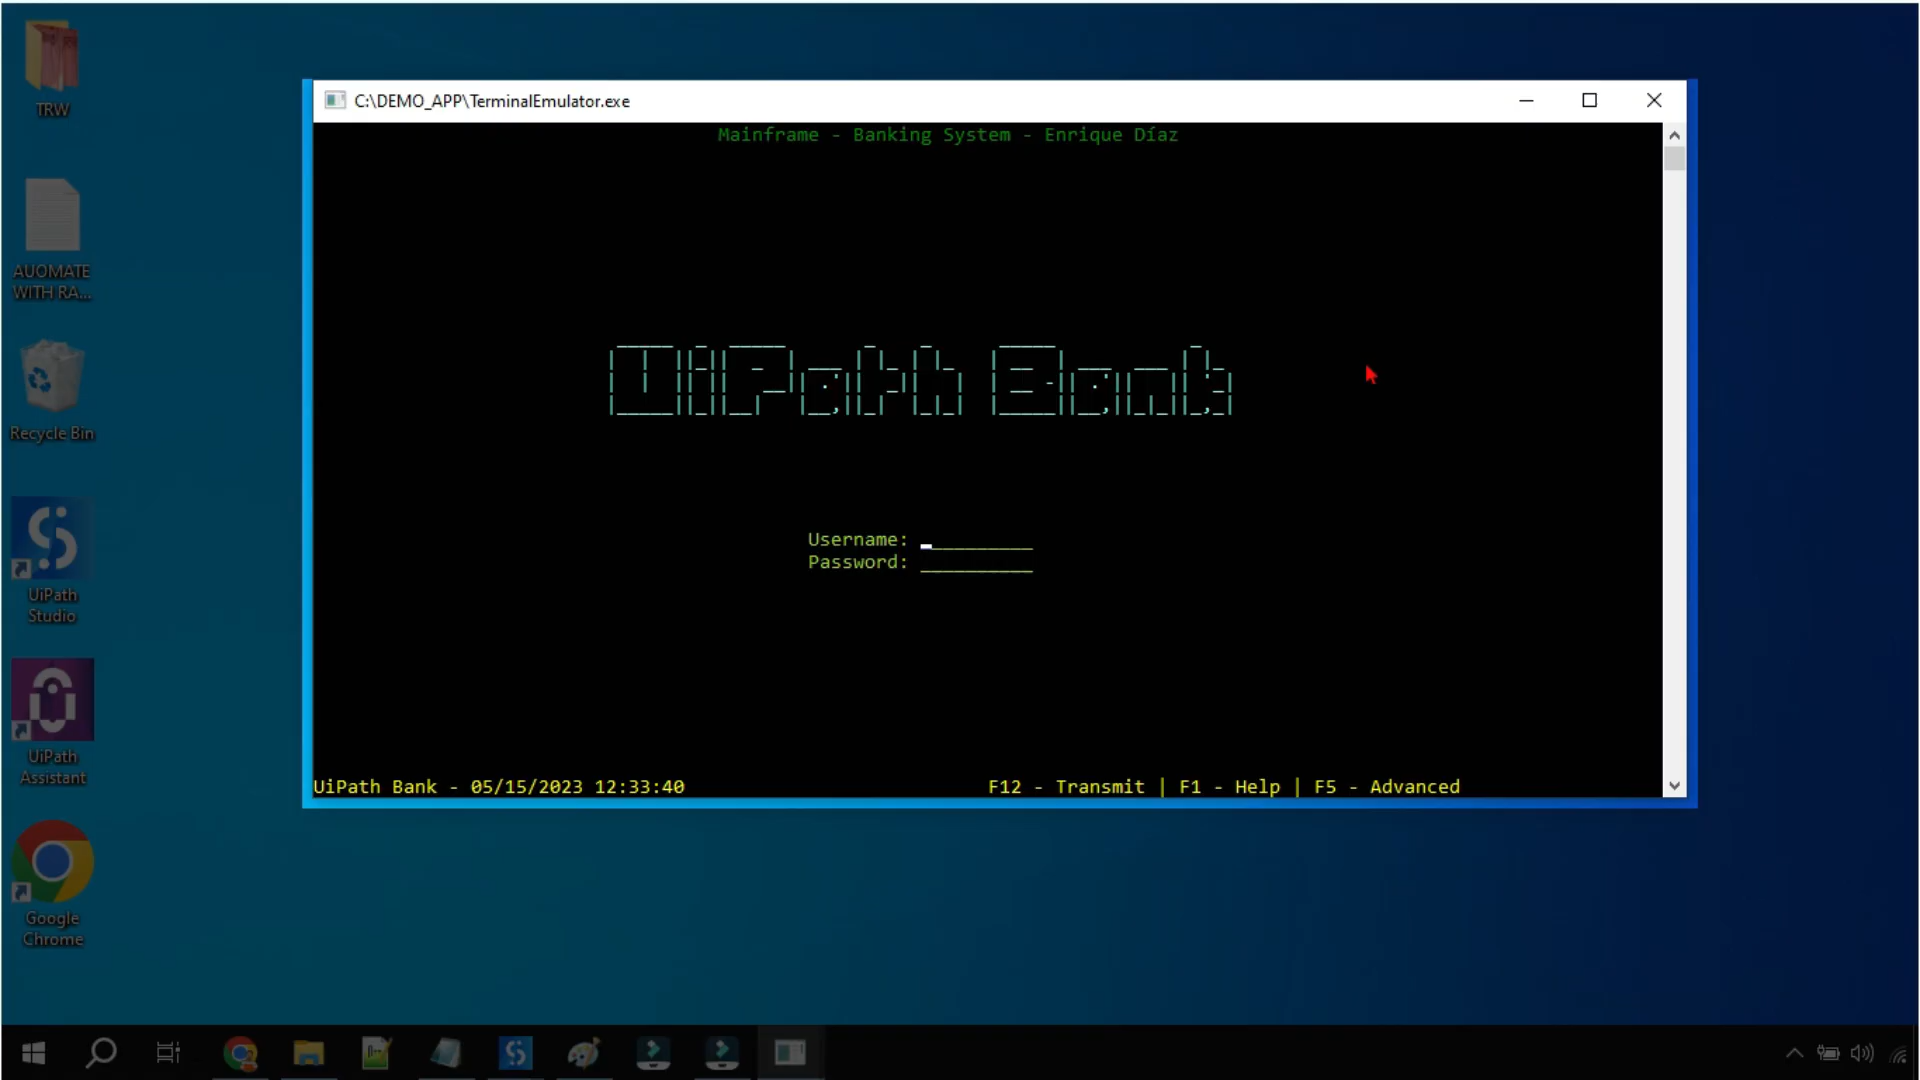 TRW
AUOMATE
WITH RA...
Recycle Bin
UiPath
Studio
UiPath
Assistant
Google
Chrome
C:\DEMO_APP\TerminalEmulator.exe
Mainframe - Banking System - Enrique Díaz
UiPath Bank
Username: __________
Password: __________
UiPath Bank - 05/15/2023 12:33:40
F12 - Transmit | F1 - Help | F5 - Advanced